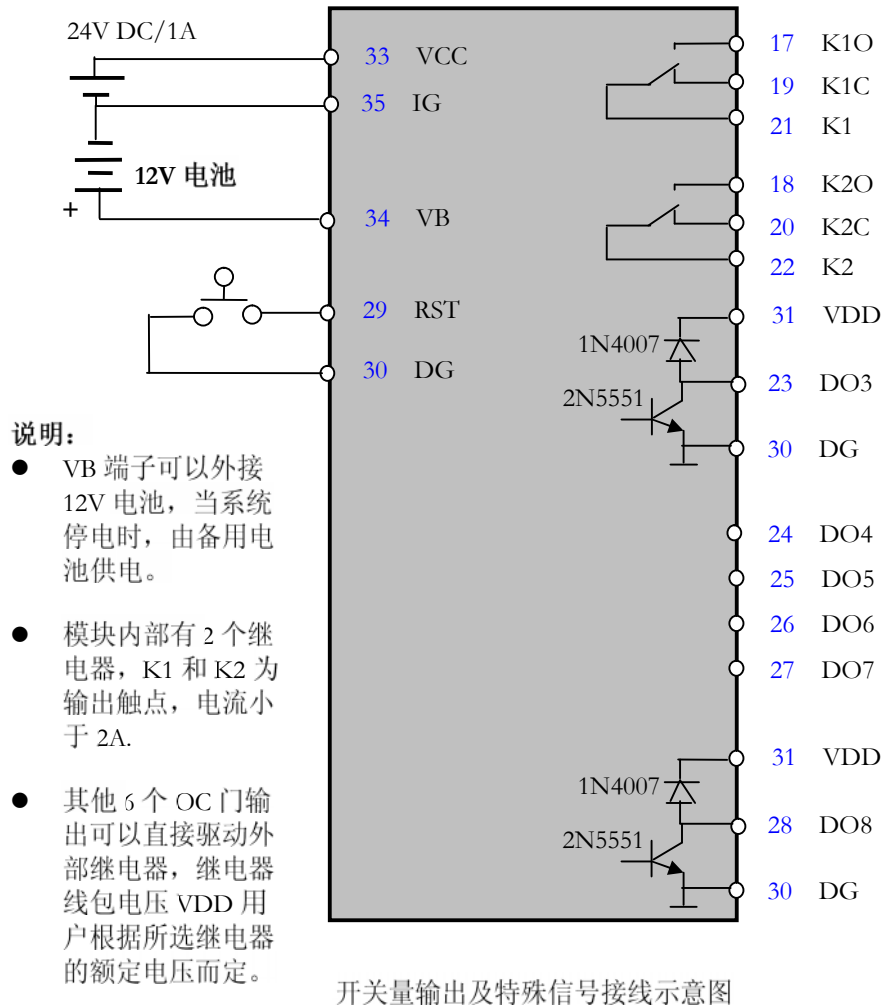 24V DC/1A
33 VCC
35 IG
12V 电池
+
34 VB
29 RST
30 DG
17 K1O
19 K1C
21 K1
18 K2O
20 K2C
22 K2
31 VDD
1N4007
23 DO3
2N5551
30 DG
24 DO4
25 DO5
26 DO6
27 DO7
31 VDD
1N4007
28 DO8
2N5551
30 DG
说明：
● VB 端子可以外接
12V 电池，当系统
停电时，由备用电
池供电。
● 模块内部有 2 个继
电器，K1 和 K2 为
输出触点，电流小
于 2A.
● 其他 6 个 OC 门输
出可以直接驱动外
部继电器，继电器
线包电压 VDD 用
户根据所选继电器
的额定电压而定。
开关量输出及特殊信号接线示意图